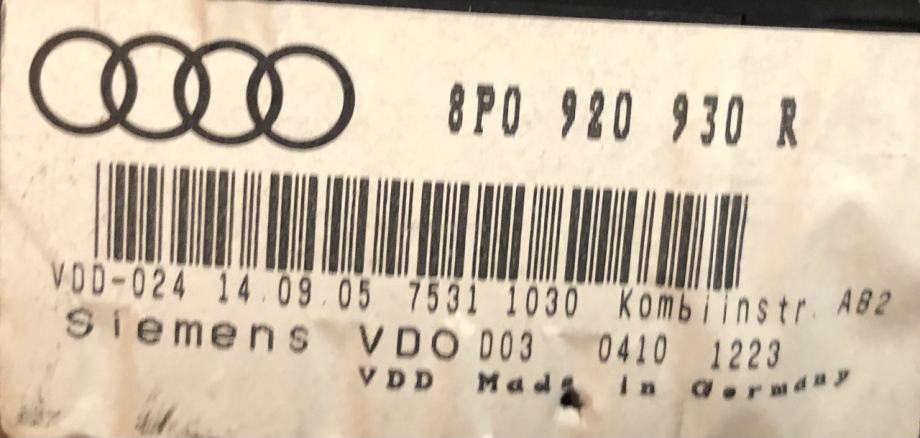 8P0 920 930 R
VDD-024 14.09.05 7531 1030 Kombiinstr. AB2
Siemens VDO D03 0410 1223
VDD Made in Germany